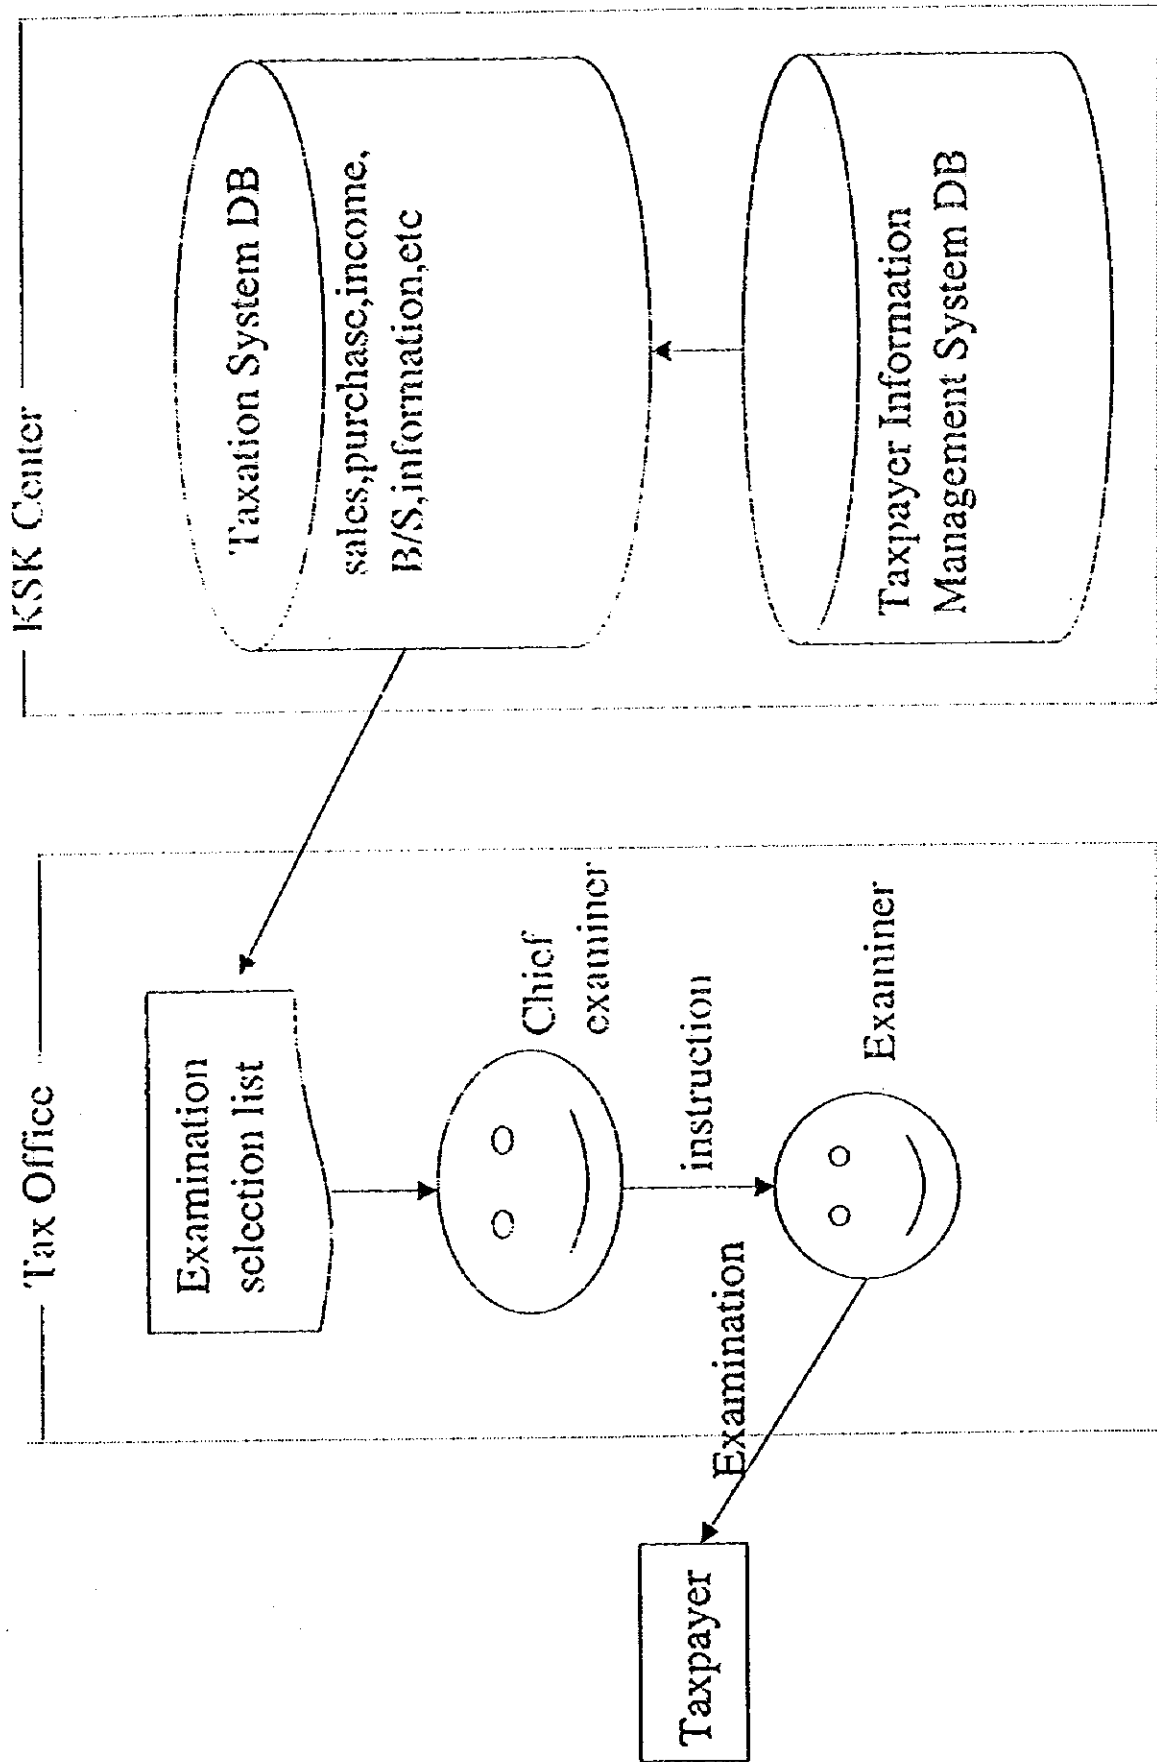 Tax Office
KSK Center
Examination
selection list
Chief
examiner
instruction
Examiner
Examination
Taxpayer
Taxation System DB
sales,purchase,income,
B/S,information,etc
Taxpayer Information
Management System DB